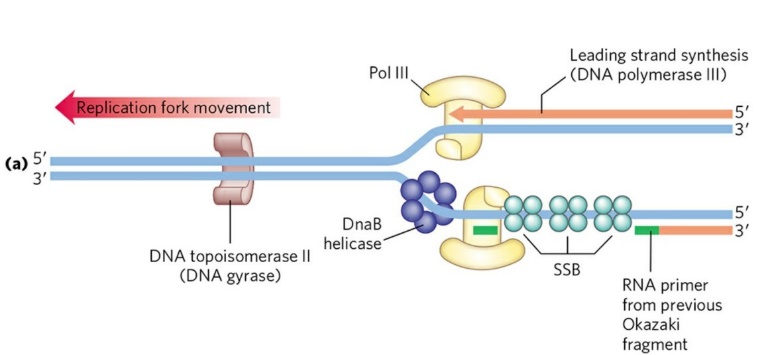 Leading strand synthesis
(DNA polymerase III)
Pol III
Replication fork movement
5′
3′
(a) 5′
3′
DnaB
helicase
5′
3′
DNA topoisomerase II
(DNA gyrase)
SSB
RNA primer
from previous
Okazaki
fragment